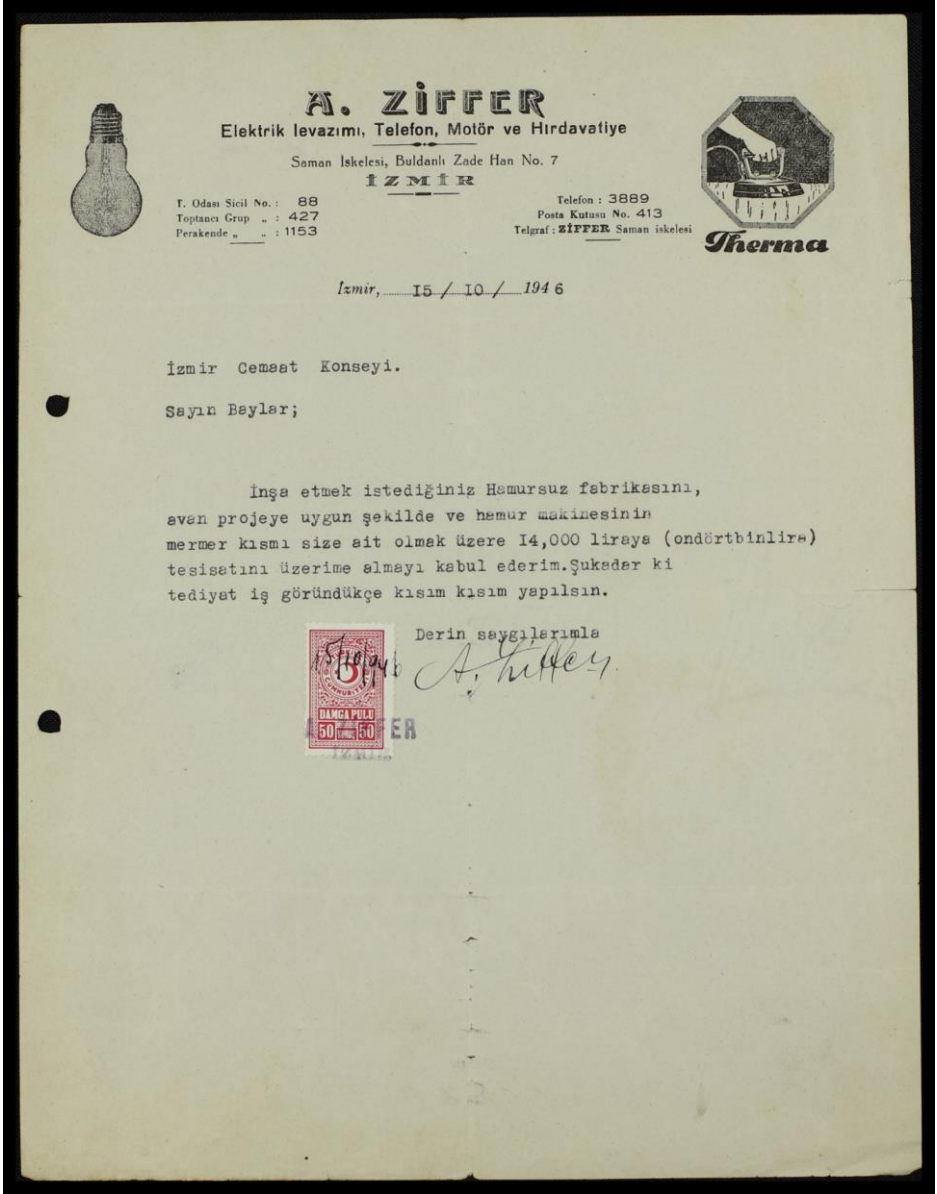 A. ZİFFER
Elektrik levazımı, Telefon, Motör ve Hırdavatiye
Saman İskelesi, Buldanlı Zade Han No. 7
İZMİR
T. Odası Sicil No. : 88
Toptancı Grup „ : 427
Perakende „ „ : 1153
Telefon : 3889
Posta Kutusu No. 413
Telgraf : ZİFFER Saman iskelesi
Therma
İzmir, 15 / 10 / 1946
İzmir Cemaat Konseyi.
Sayın Baylar;
İnşa etmek istediğiniz Hamursuz fabrikasını,
avan projeye uygun şekilde ve hamur makinesinin
mermer kısmı size ait olmak üzere 14,000 liraya (ondörtbinlira)
tesisatını üzerime almayı kabul ederim.Şukadar ki
tediyat iş göründükçe kısım kısım yapılsın.
Derin saygılarımla
15/10/946
A. Ziffer
DAMGA PULU
50 50
A. ZİFFER
İZMİR